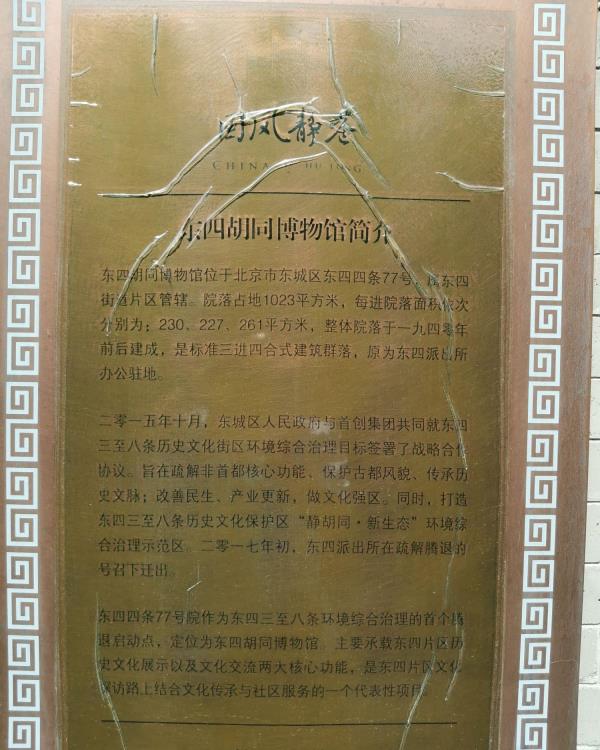 CHINA HUTONG
东四胡同博物馆简介
东四胡同博物馆位于北京市东城区东四四条77号，属东四
街道片区管辖。院落占地1023平方米，每进院落面积依次
分别为：230、227、261平方米，整体院落于一九四零年
前后建成，是标准三进四合式建筑群落，原为东四派出所
办公驻地。
二零一五年十月，东城区人民政府与首创集团共同就东四
三至八条历史文化街区环境综合治理目标签署了战略合作
协议。旨在疏解非首都核心功能、保护古都风貌、传承历
史文脉；改善民生、产业更新，做文化强区。同时，打造
东四三至八条历史文化保护区“静胡同·新生态”环境综
合治理示范区。二零一七年初，东四派出所在疏解腾退的
号召下迁出。
东四四条77号院作为东四三至八条环境综合治理的首个腾
退启动点，定位为东四胡同博物馆。主要承载东四片区历
史文化展示以及文化交流两大核心功能，是东四片区文化
探访路上结合文化传承与社区服务的一个代表性项目。